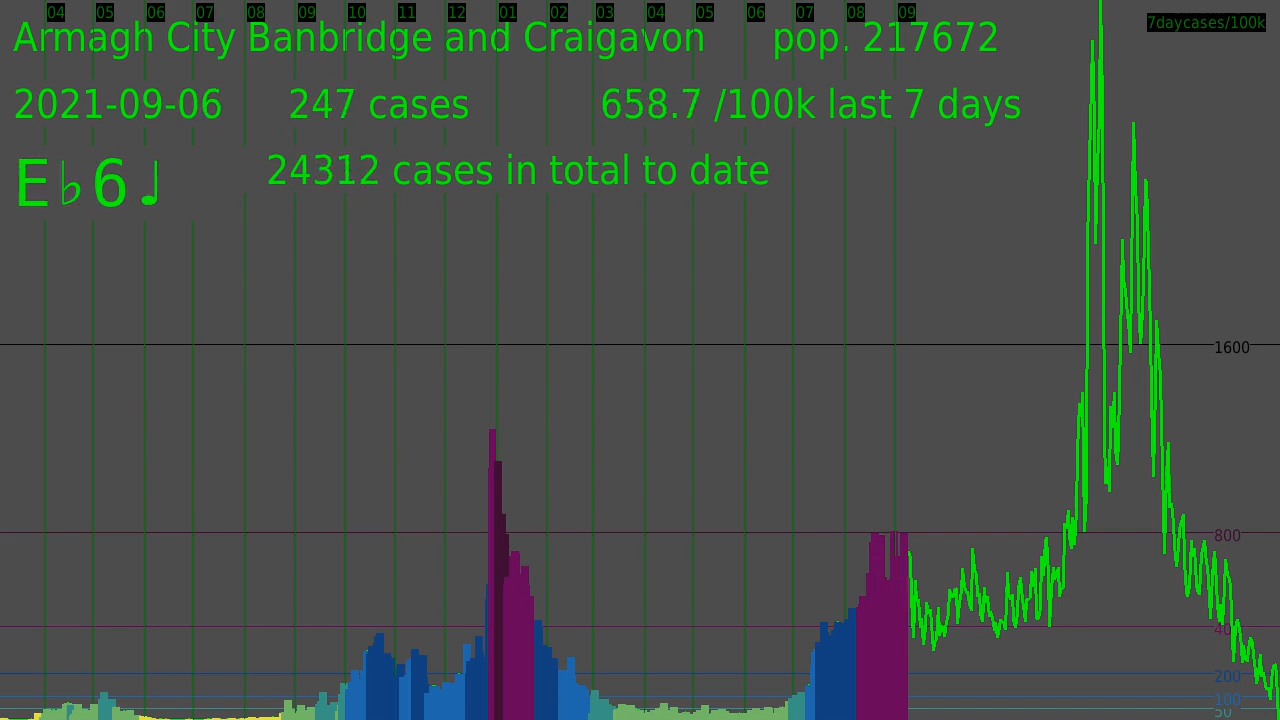 04 05 06 07 08 09 10 11 12 01 02 03 04 05 06 07 08 09
7daycases/100k
Armagh City Banbridge and Craigavon pop. 217672
2021-09-06 247 cases 658.7 /100k last 7 days
E♭6♩ 24312 cases in total to date
1600
800
400
200
100
50